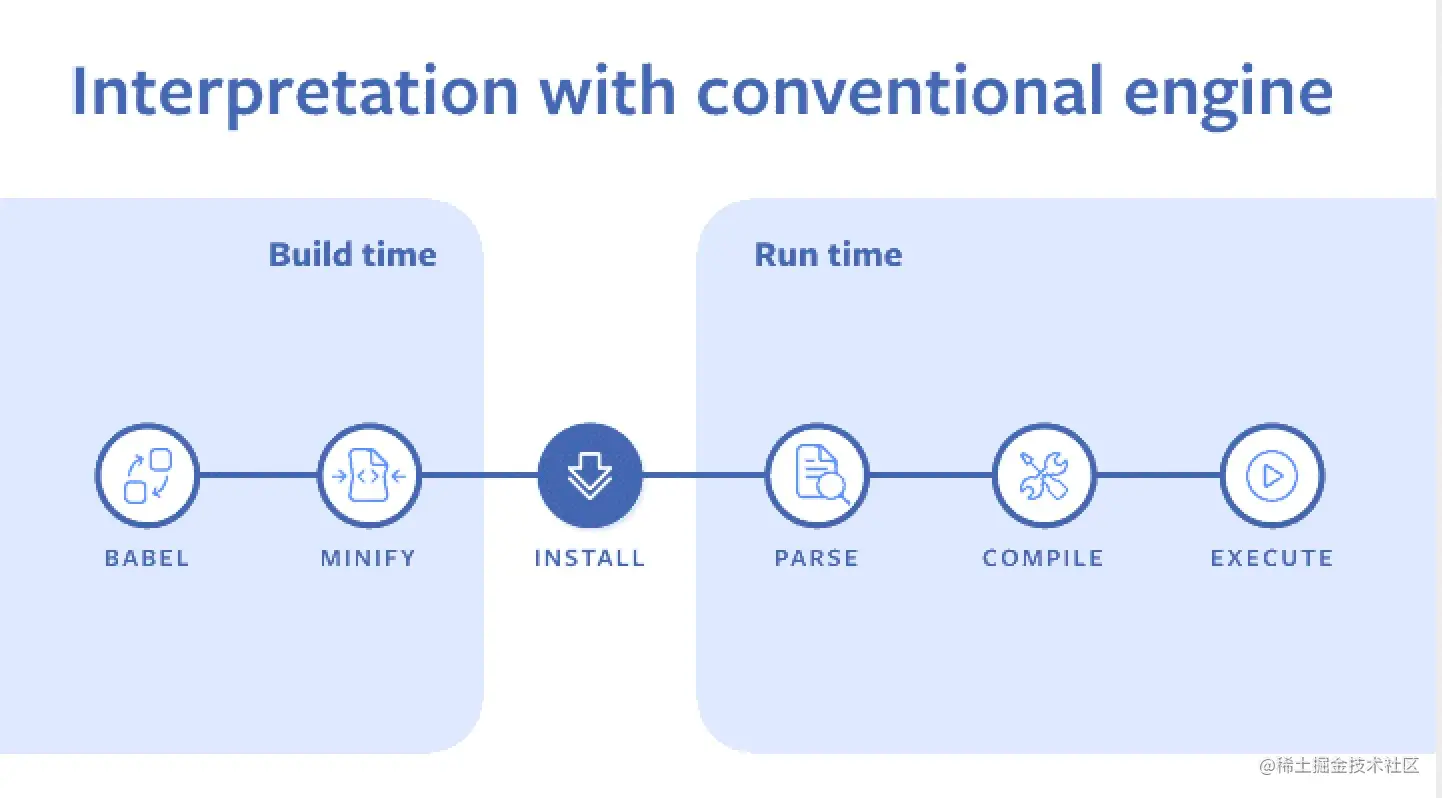 Interpretation with conventional engine
Build time
Run time
BABEL
MINIFY
INSTALL
PARSE
COMPILE
EXECUTE
@稀土掘金技术社区